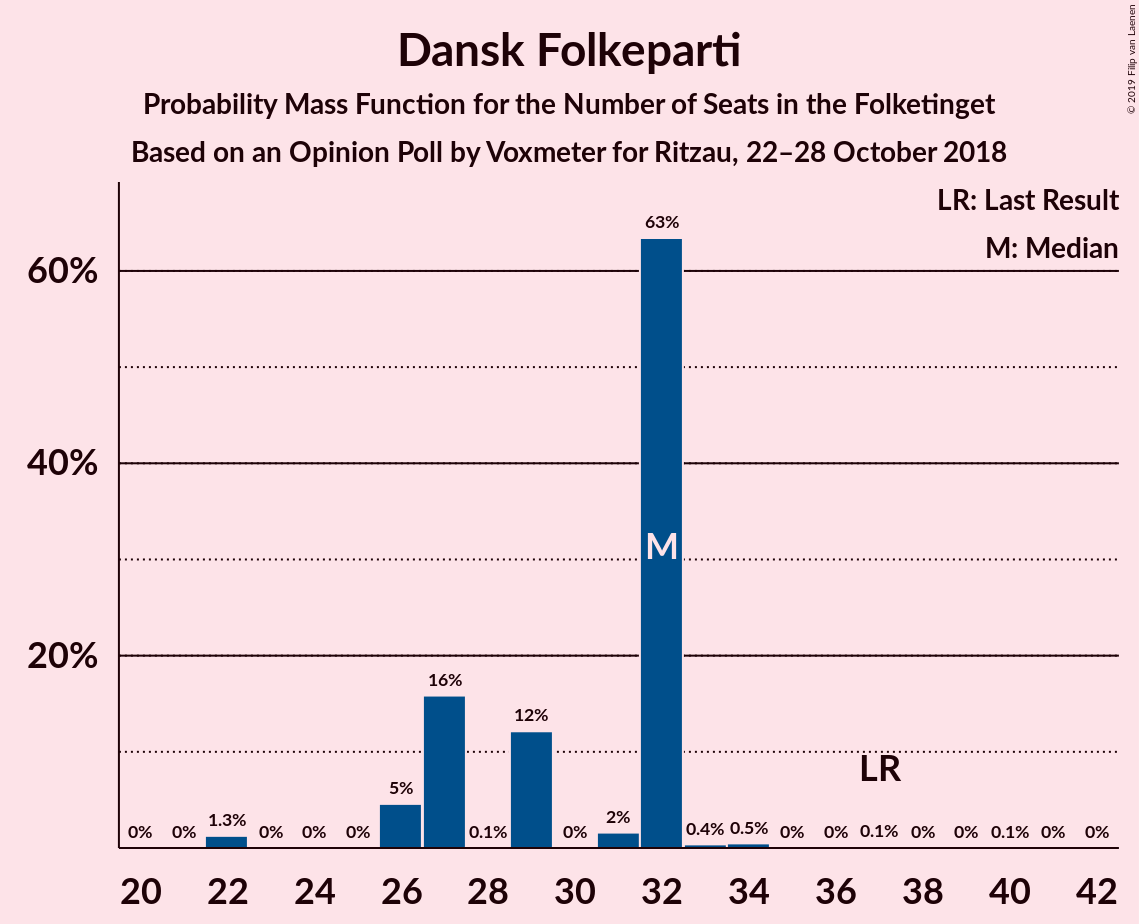 Dansk Folkeparti
Probability Mass Function for the Number of Seats in the Folketinget
Based on an Opinion Poll by Voxmeter for Ritzau, 22–28 October 2018
© 2019 Filip van Laenen
LR: Last Result
M: Median
60%
40%
20%
0% 0% 1.3% 0% 0% 0% 5% 16% 0.1% 12% 0% 2% 63% 0.4% 0.5% 0% 0% 0.1% 0% 0% 0.1% 0% 0%
M
LR
20 22 24 26 28 30 32 34 36 38 40 42